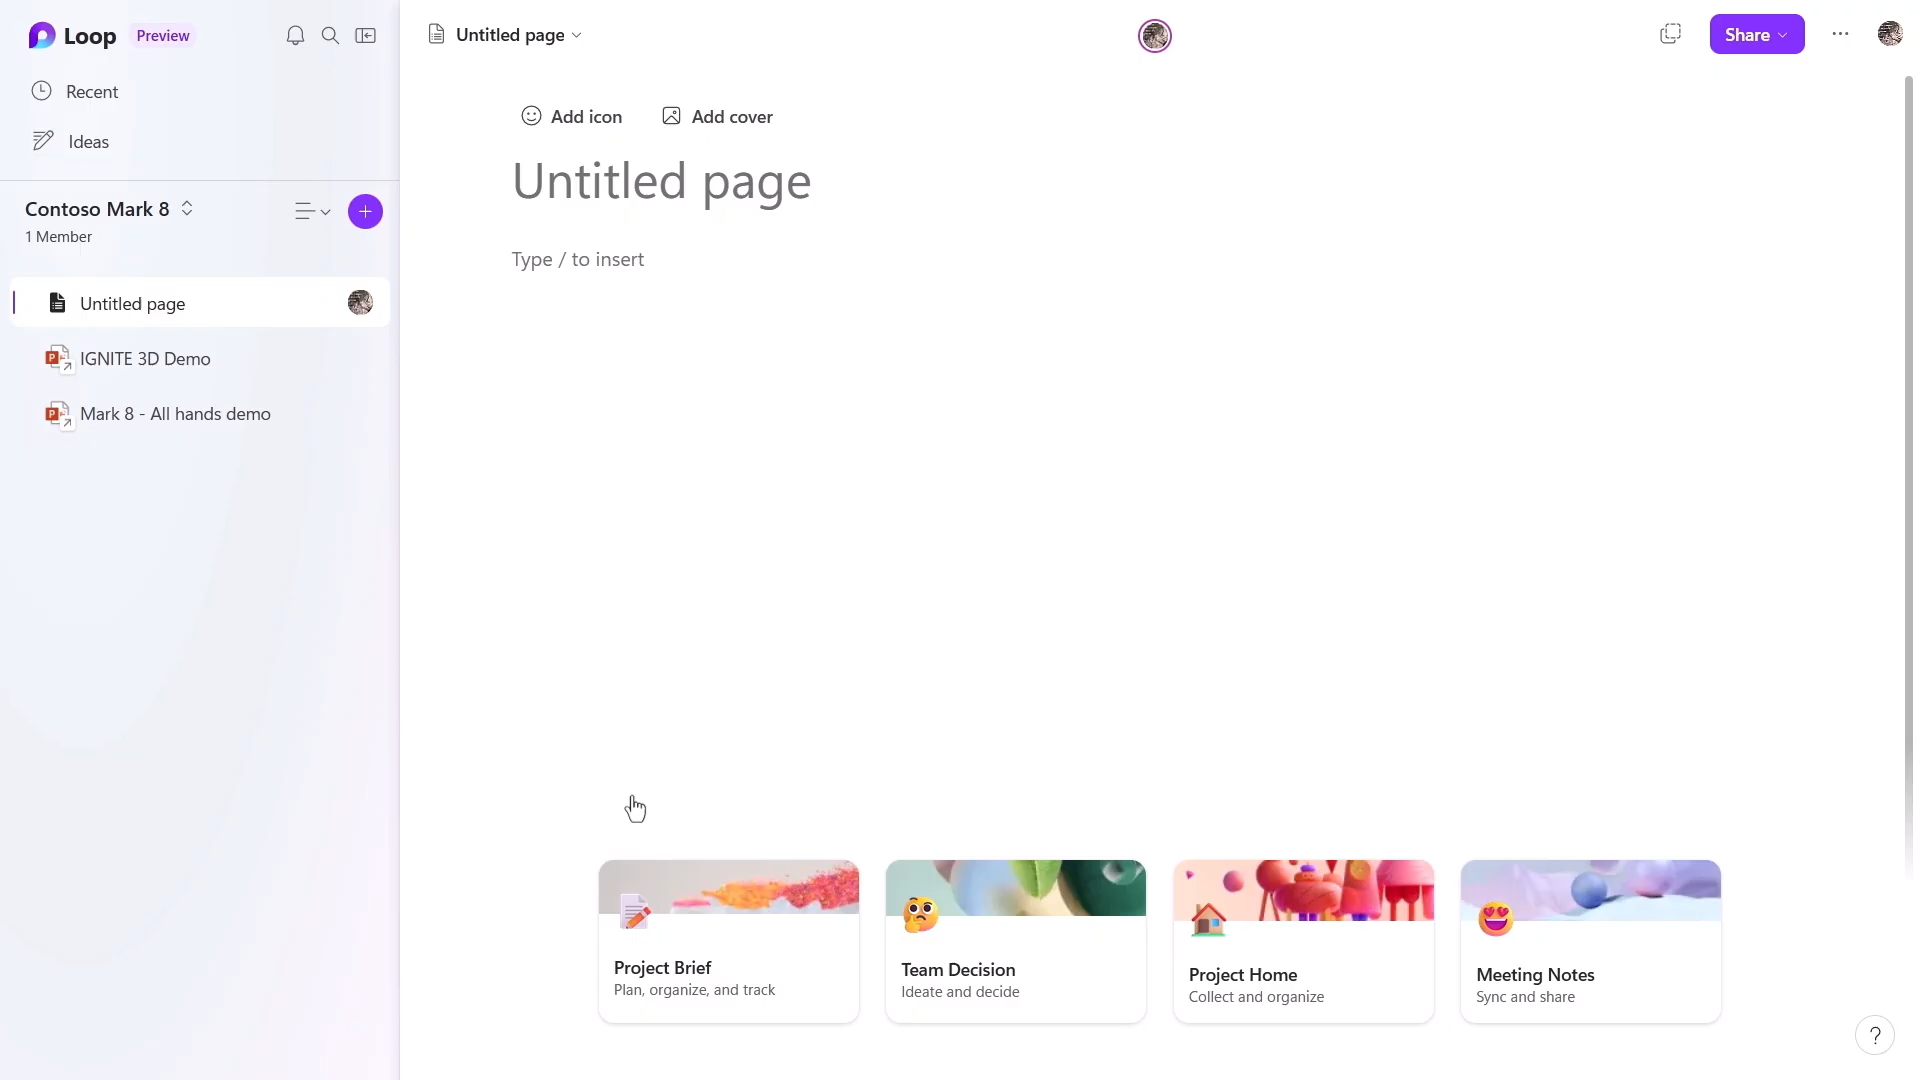 Loop Preview
Untitled page
Share
Recent
Ideas
Contoso Mark 8
1 Member
Untitled page
IGNITE 3D Demo
Mark 8 - All hands demo
Add icon
Add cover
Untitled page
Type / to insert
Project Brief
Plan, organize, and track
Team Decision
Ideate and decide
Project Home
Collect and organize
Meeting Notes
Sync and share
?